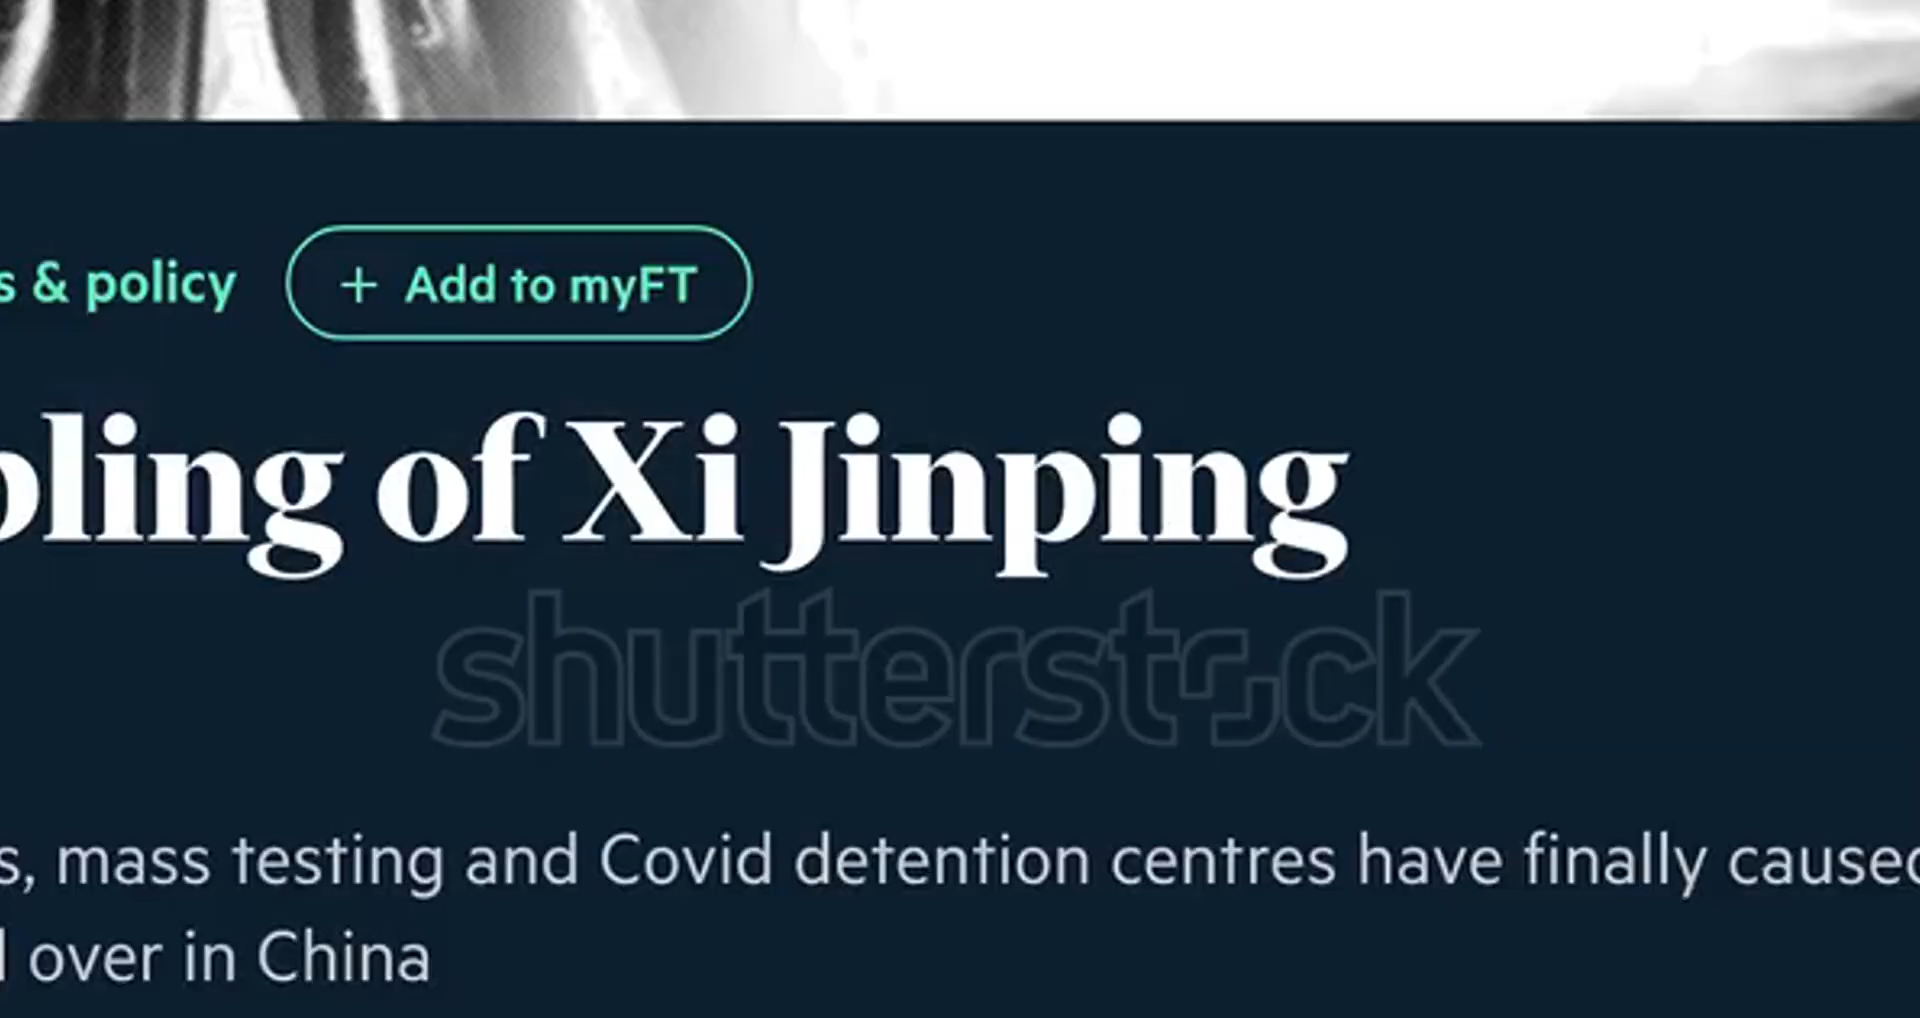 s & policy + Add to myFT
bling of Xi Jinping
shutterstock
s, mass testing and Covid detention centres have finally caused
l over in China